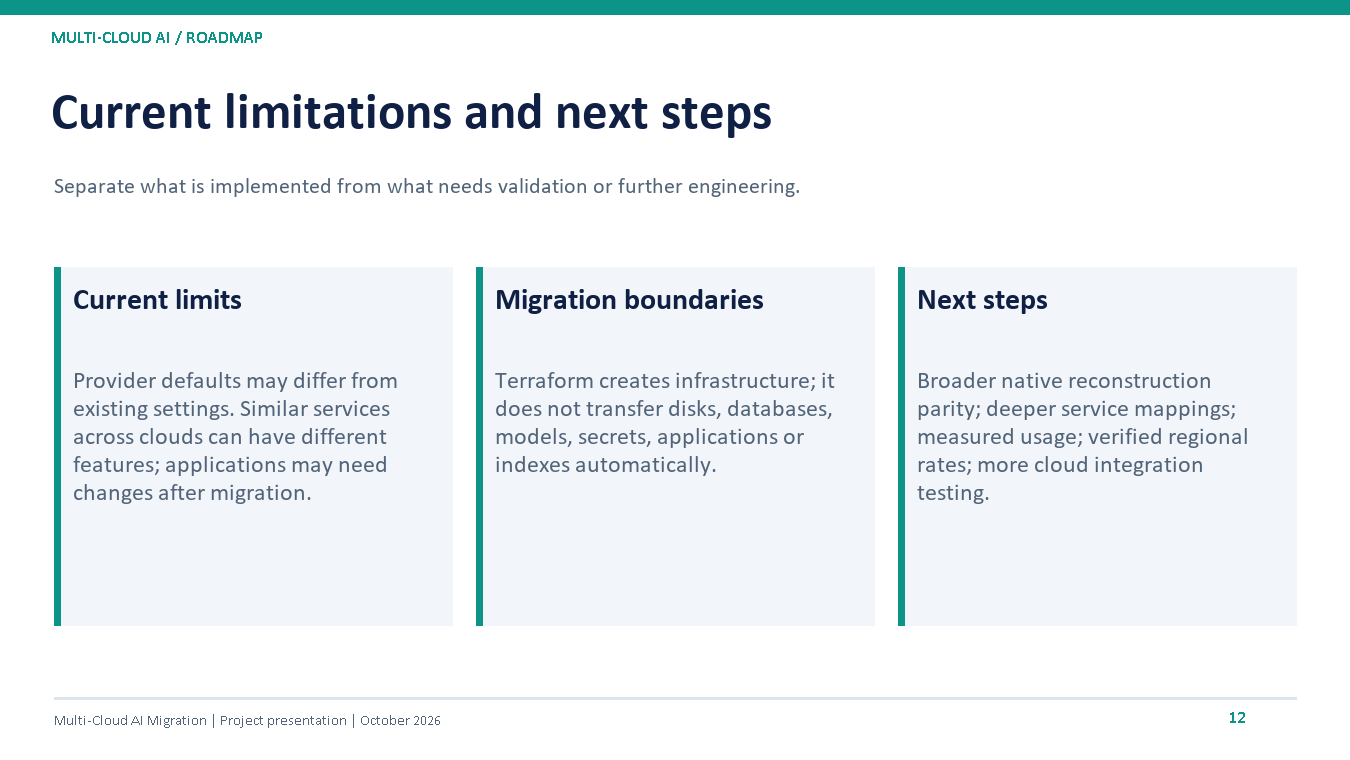 MULTI-CLOUD AI / ROADMAP
Current limitations and next steps
Separate what is implemented from what needs validation or further engineering.
Current limits
Provider defaults may differ from
existing settings. Similar services
across clouds can have different
features; applications may need
changes after migration.
Migration boundaries
Terraform creates infrastructure; it
does not transfer disks, databases,
models, secrets, applications or
indexes automatically.
Next steps
Broader native reconstruction
parity; deeper service mappings;
measured usage; verified regional
rates; more cloud integration
testing.
Multi-Cloud AI Migration | Project presentation | October 2026
12